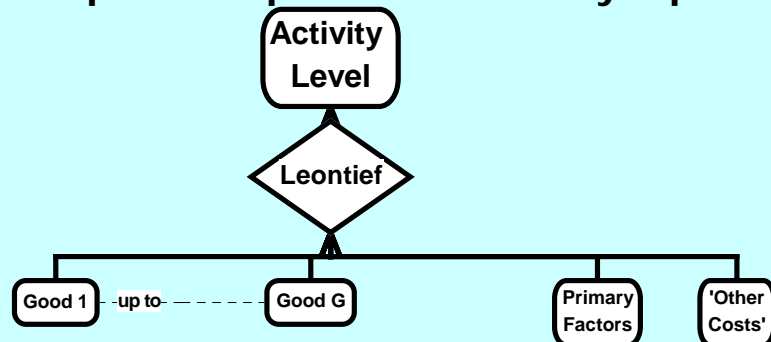 Activity
Level
Leontief
Good 1
up to
Good G
Primary
Factors
'Other
Costs'